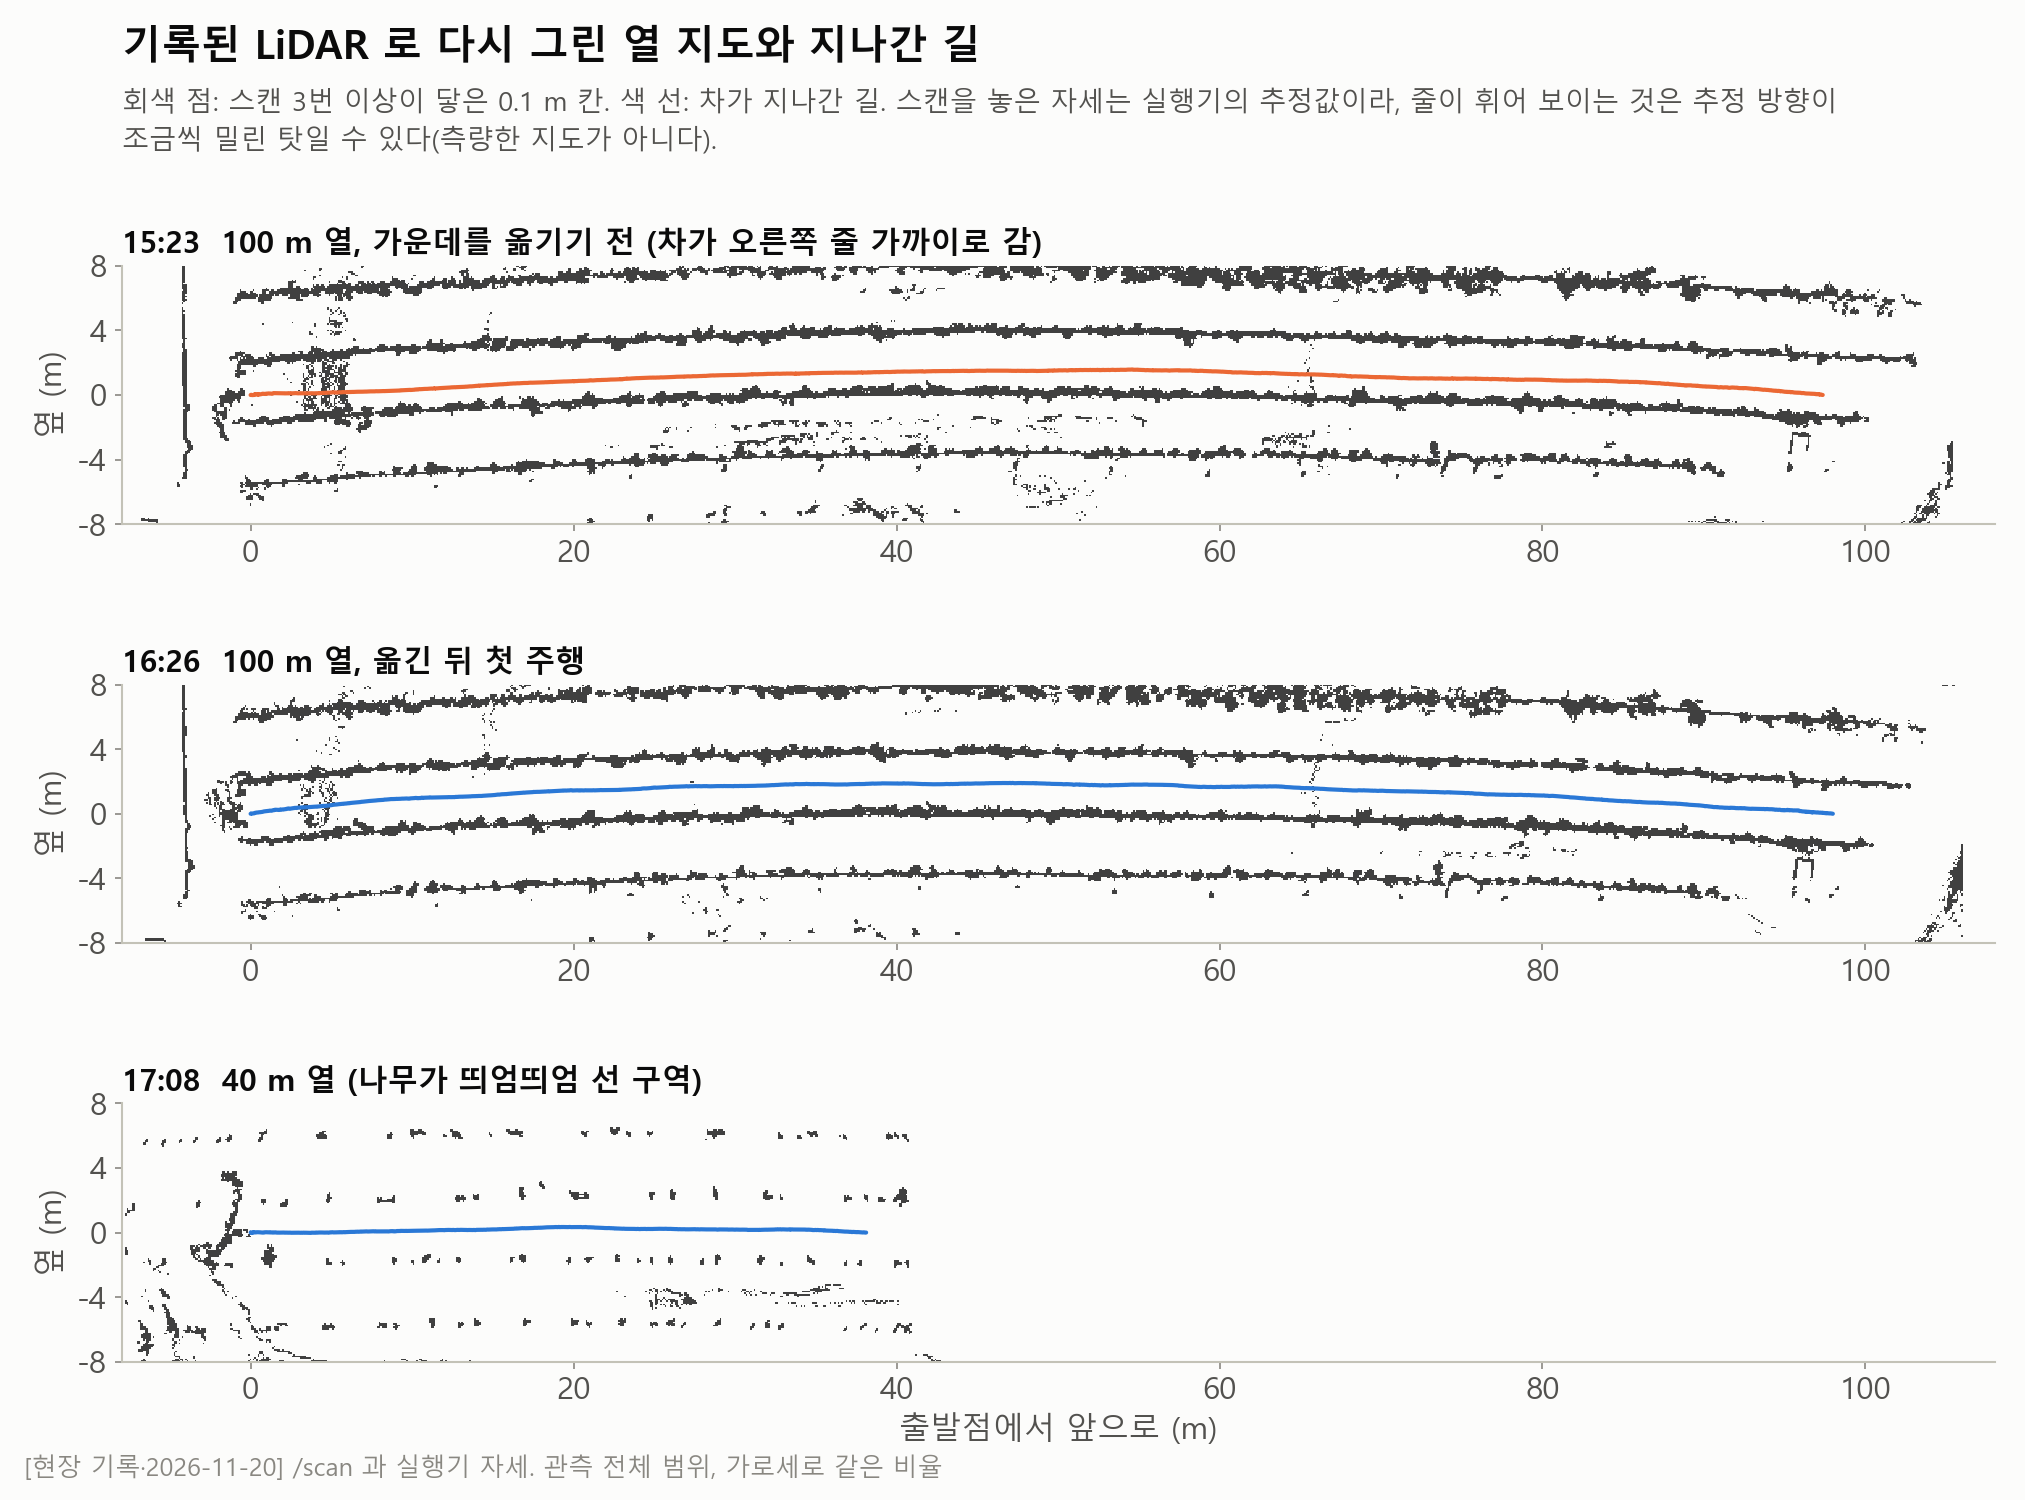 기록된 LiDAR 로 다시 그린 열 지도와 지나간 길
회색 점: 스캔 3번 이상이 닿은 0.1 m 칸. 색 선: 차가 지나간 길. 스캔을 놓은 자세는 실행기의 추정값이라, 줄이 휘어 보이는 것은 추정 방향이
조금씩 밀린 탓일 수 있다(측량한 지도가 아니다).
15:23 100 m 열, 가운데를 옮기기 전 (차가 오른쪽 줄 가까이로 감)
8
4
0
-4
-8
옆 (m)
0 20 40 60 80 100
16:26 100 m 열, 옮긴 뒤 첫 주행
8
4
0
-4
-8
옆 (m)
0 20 40 60 80 100
17:08 40 m 열 (나무가 띄엄띄엄 선 구역)
8
4
0
-4
-8
옆 (m)
0 20 40 60 80 100
출발점에서 앞으로 (m)
[현장 기록·2026-11-20] /scan 과 실행기 자세. 관측 전체 범위, 가로세로 같은 비율